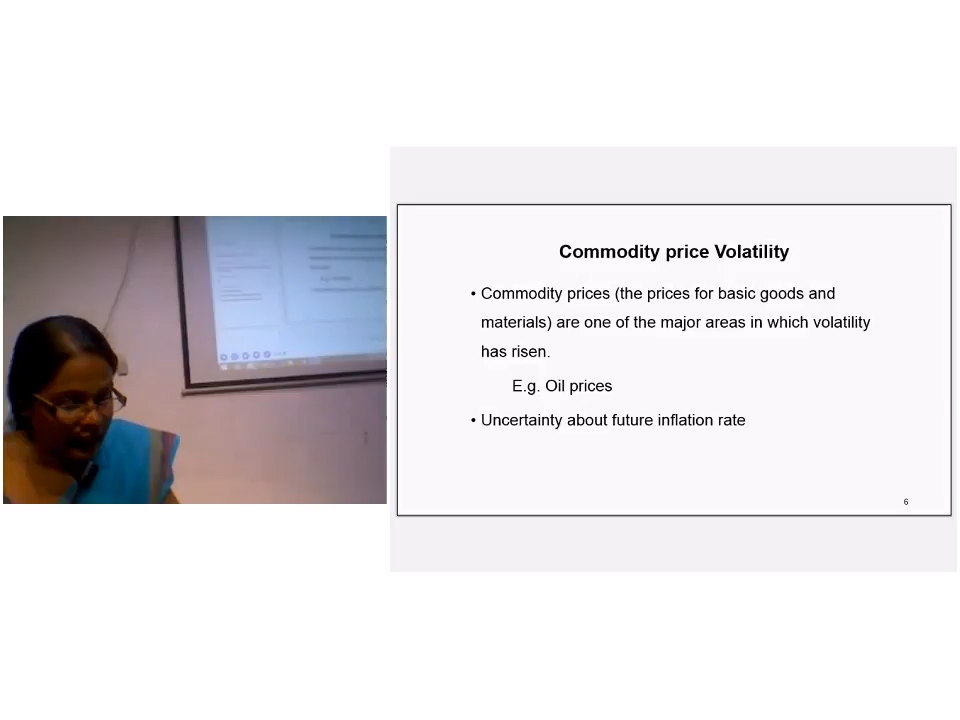 Commodity price Volatility
• Commodity prices (the prices for basic goods and
materials) are one of the major areas in which volatility
has risen.
E.g. Oil prices
• Uncertainty about future inflation rate
6